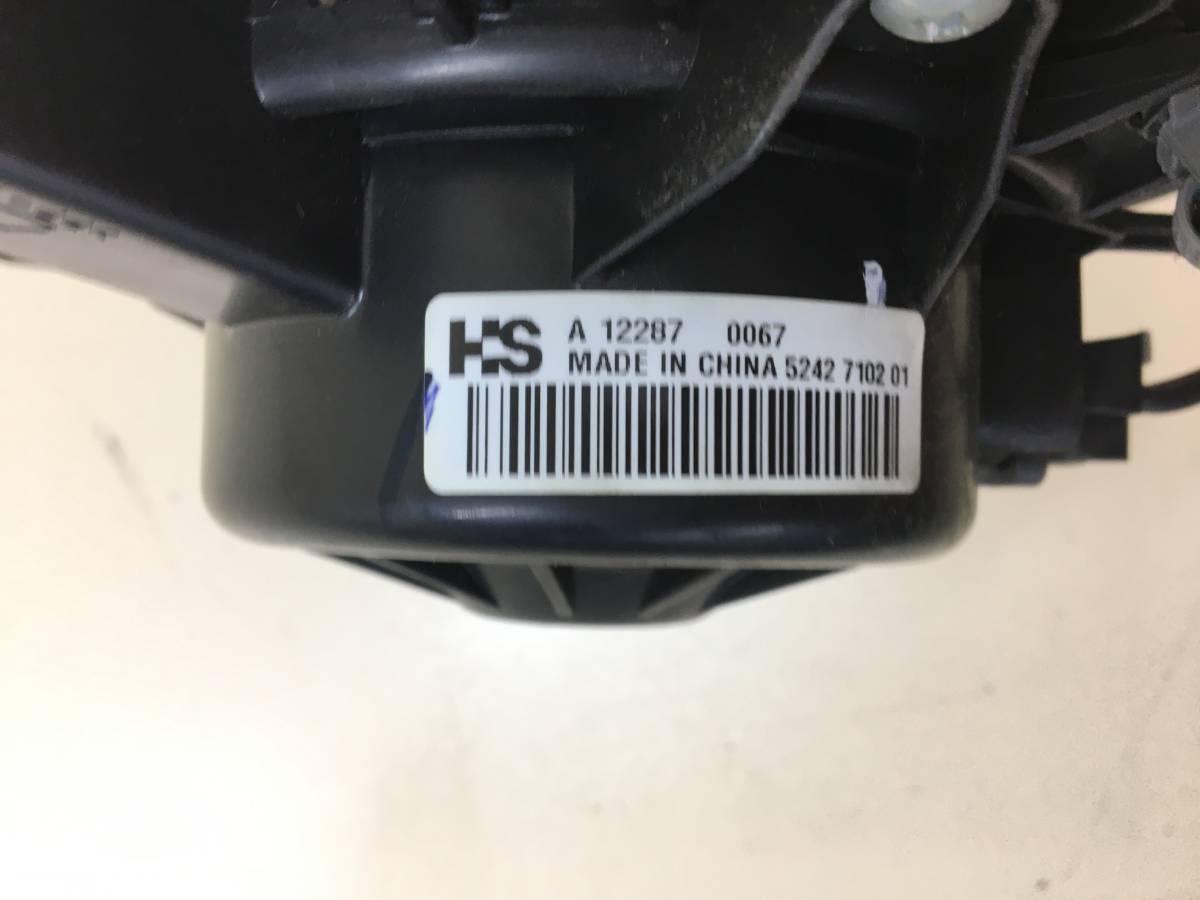 HS
A 12287 0067
MADE IN CHINA 5242 7102 01